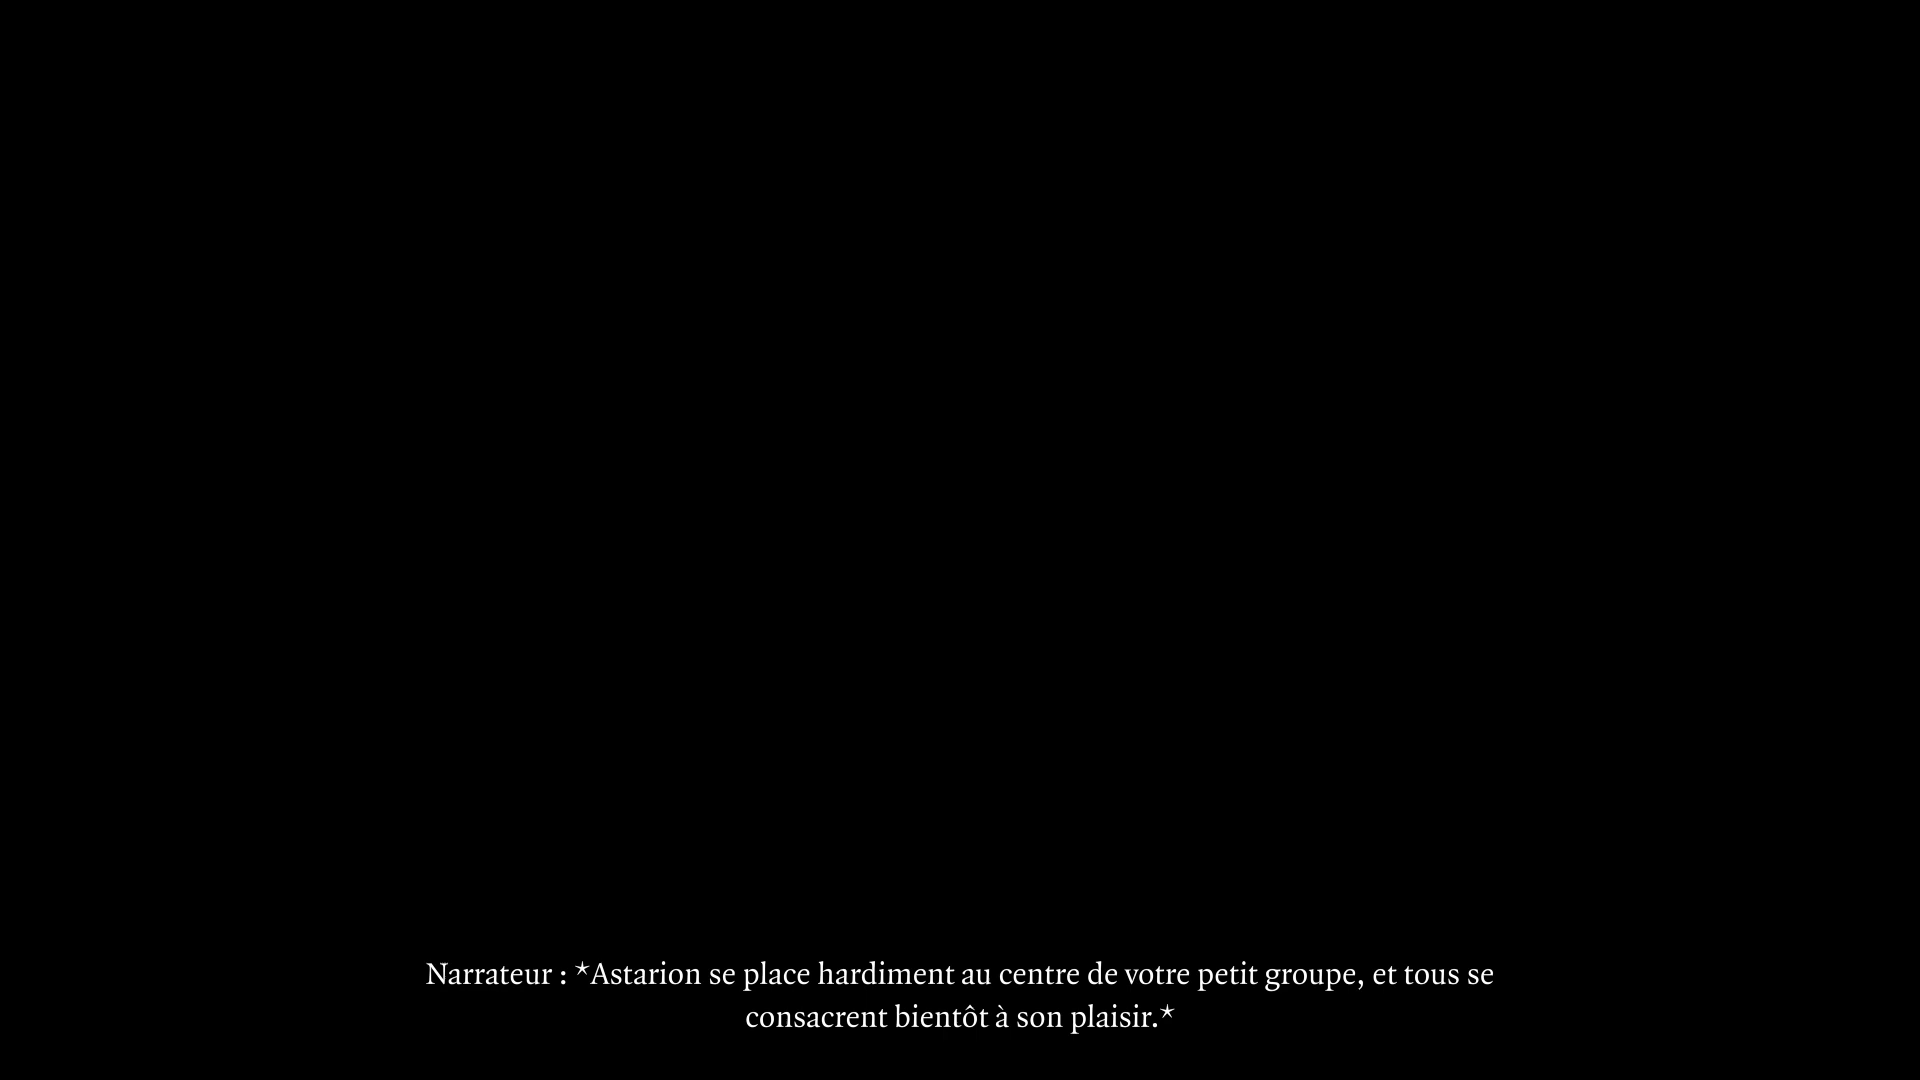 Narrateur : *Astarion se place hardiment au centre de votre petit groupe, et tous se
consacrent bientôt à son plaisir.*